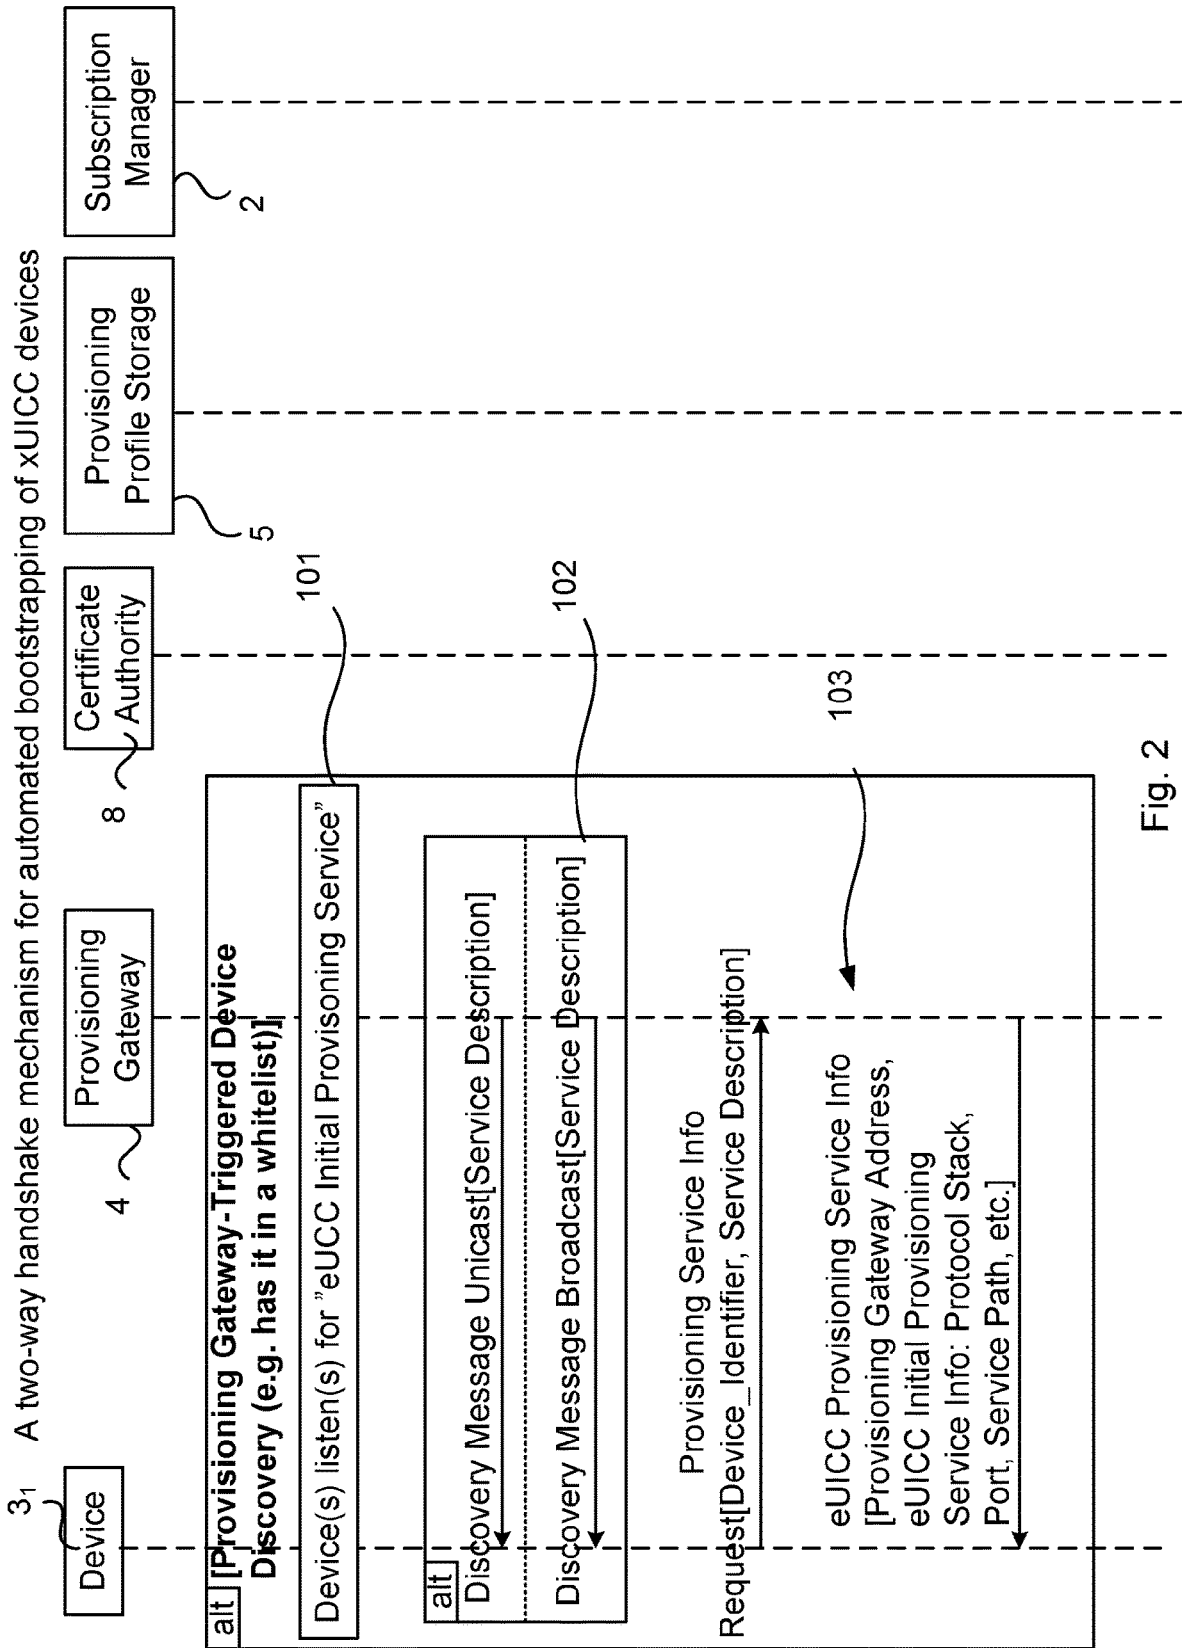 A two-way handshake mechanism for automated bootstrapping of xUICC devices
3₁
Device
4
Provisioning
Gateway
8
Certificate
Authority
5
Provisioning
Profile Storage
2
Subscription
Manager
alt
[Provisioning Gateway-Triggered Device
Discovery (e.g. has it in a whitelist)]
Device(s) listen(s) for "eUCC Initial Provisoning Service"
101
alt
Discovery Message Unicast[Service Description]
Discovery Message Broadcast[Service Description]
102
Provisioning Service Info
Request[Device_Identifier, Service Description]
103
eUICC Provisioning Service Info
[Provisioning Gateway Address,
eUICC Initial Provisioning
Service Info: Protocol Stack,
Port, Service Path, etc.]
Fig. 2